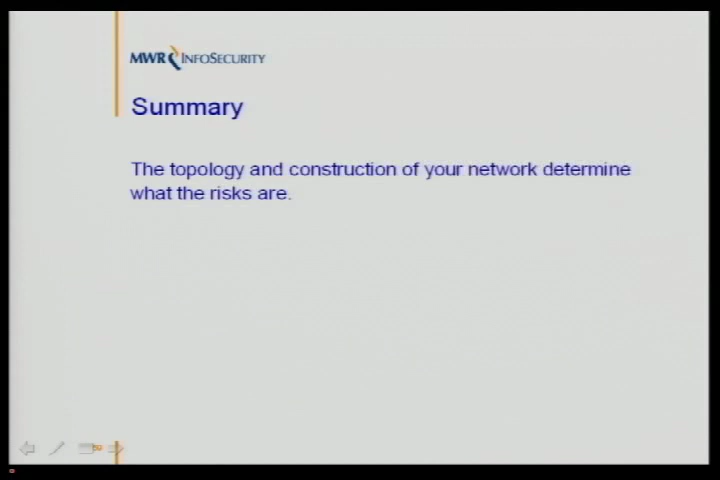 MWR INFOSECURITY
Summary
The topology and construction of your network determine
what the risks are.